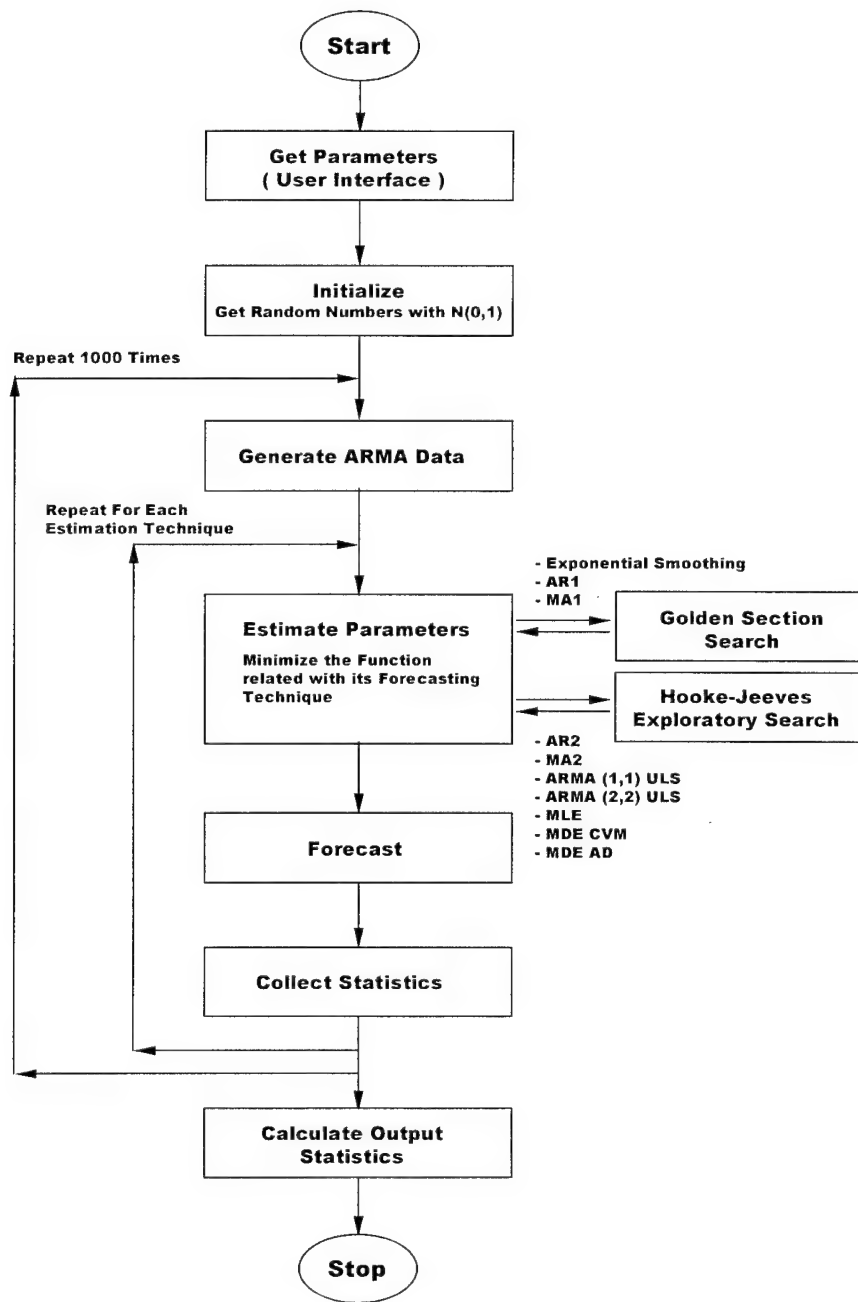 Start
Get Parameters
( User Interface )
Initialize
Get Random Numbers with N(0,1)
Repeat 1000 Times
Generate ARMA Data
Repeat For Each
Estimation Technique
- Exponential Smoothing
- AR1
- MA1
Estimate Parameters
Minimize the Function
related with its Forecasting
Technique
Golden Section
Search
Hooke-Jeeves
Exploratory Search
- AR2
- MA2
- ARMA (1,1) ULS
- ARMA (2,2) ULS
- MLE
- MDE CVM
- MDE AD
Forecast
Collect Statistics
Calculate Output
Statistics
Stop